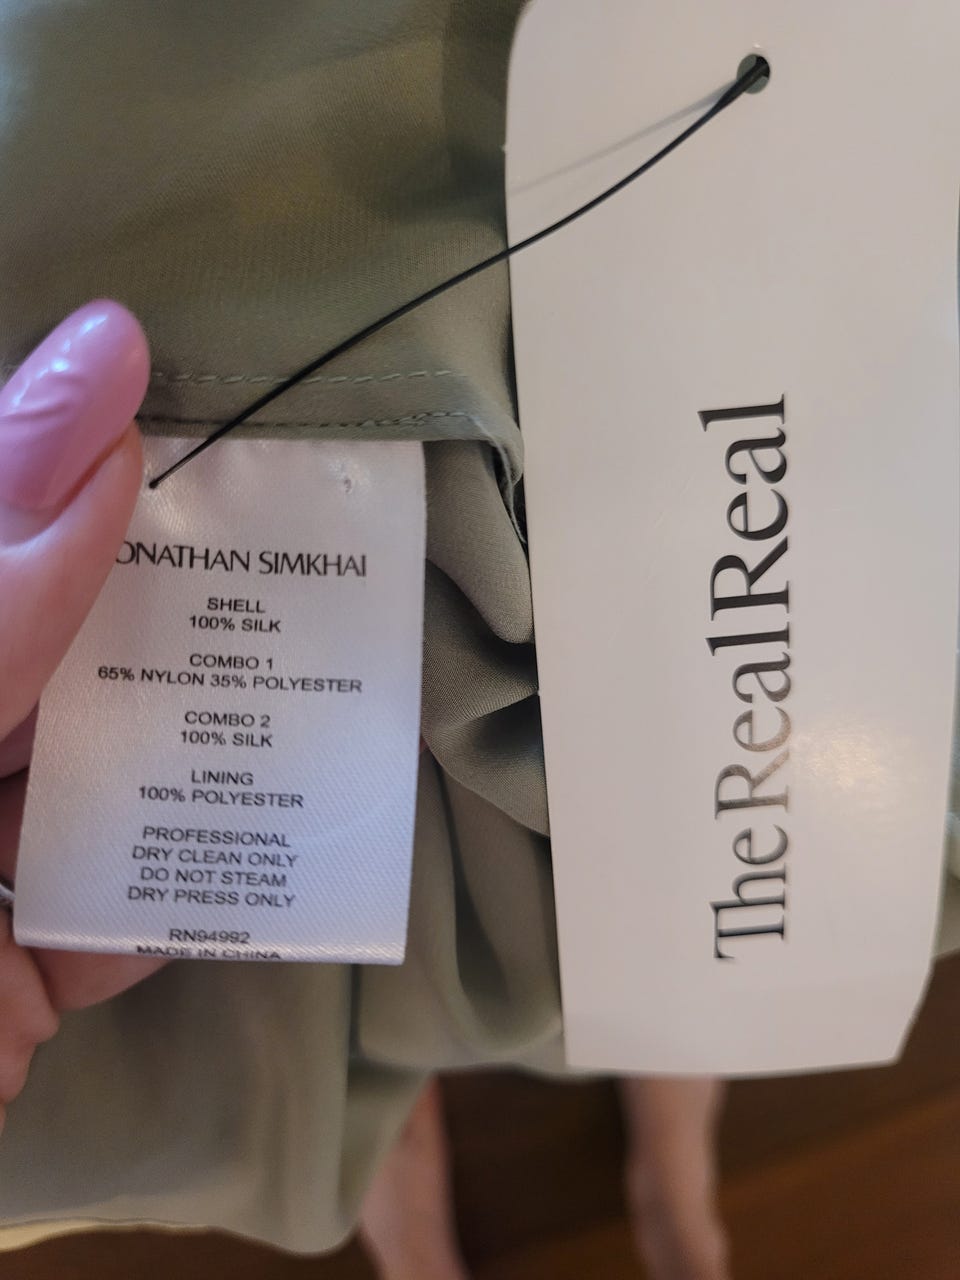 ONATHAN SIMKHAI
SHELL
100% SILK
COMBO 1
65% NYLON 35% POLYESTER
COMBO 2
100% SILK
LINING
100% POLYESTER
PROFESSIONAL
DRY CLEAN ONLY
DO NOT STEAM
DRY PRESS ONLY
RN94992
MADE IN CHINA
TheRealReal